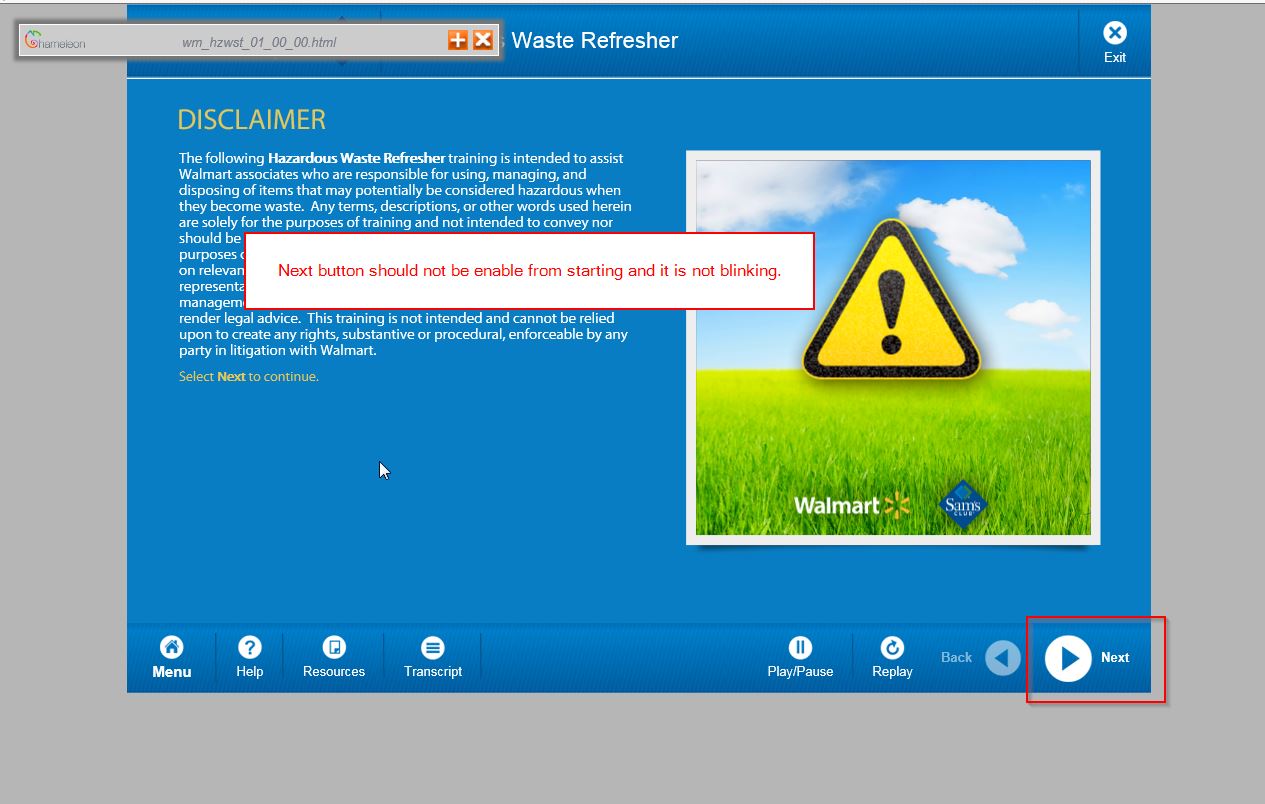 Chameleon
wm_hzwst_01_00_00.html
Waste Refresher
Exit
DISCLAIMER
The following Hazardous Waste Refresher training is intended to assist
Walmart associates who are responsible for using, managing, and
disposing of items that may potentially be considered hazardous when
they become waste.  Any terms, descriptions, or other words used herein
are solely for the purposes of training and not intended to convey nor
should be
purposes
on relevan
representa
managem
render legal advice.  This training is not intended and cannot be relied
upon to create any rights, substantive or procedural, enforceable by any
party in litigation with Walmart.
Select Next to continue.
Next button should not be enable from starting and it is not blinking.
Walmart
Sam's
CLUB
Menu
Help
Resources
Transcript
Play/Pause
Replay
Back
Next